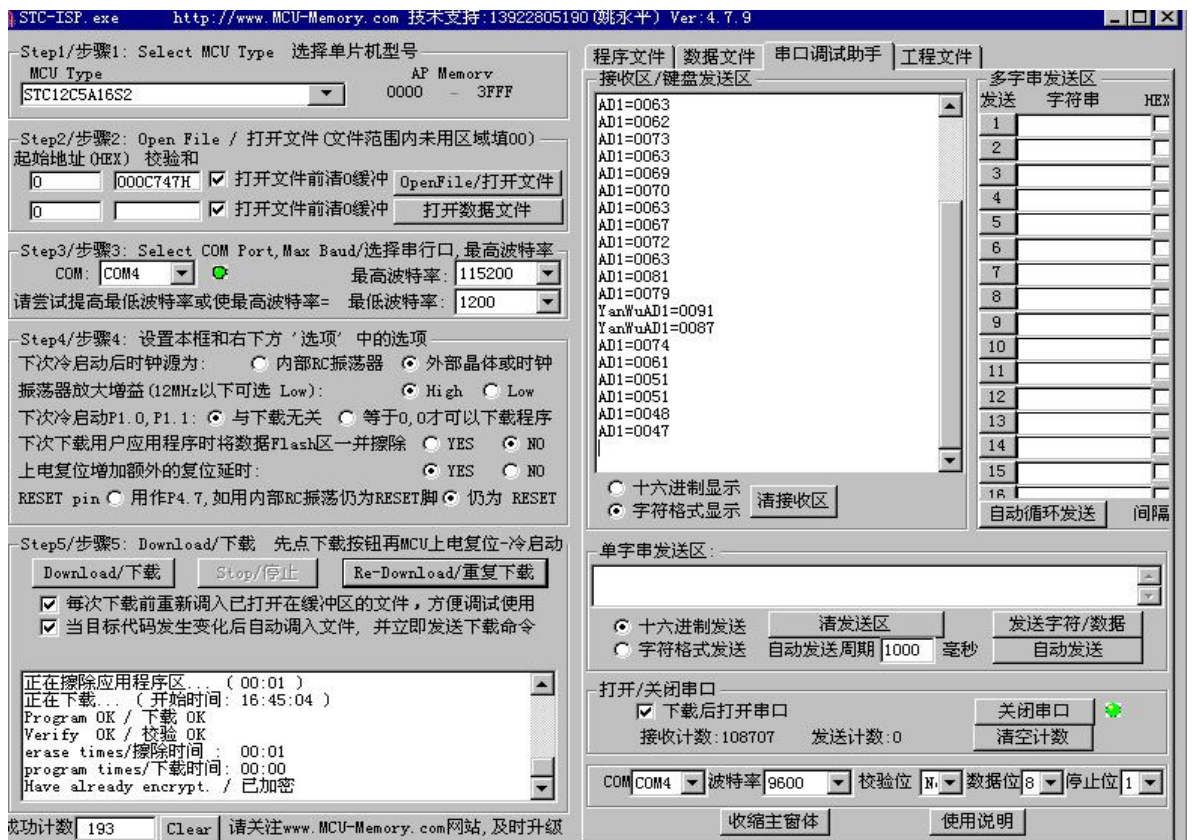 STC-ISP.exe http://www.MCU-Memory.com 技术支持:13922805190(姚永平) Ver:4.7.9
Step1/步骤1: Select MCU Type 选择单片机型号
MCU Type AP Memory
STC12C5A16S2 0000 - 3FFF
Step2/步骤2: Open File / 打开文件(文件范围内未用区域填00)
起始地址(HEX) 校验和
0 000C747H 打开文件前清0缓冲 OpenFile/打开文件
0 打开文件前清0缓冲 打开数据文件
Step3/步骤3: Select COM Port,Max Baud/选择串行口,最高波特率
COM: COM4 最高波特率: 115200
请尝试提高最低波特率或使最高波特率= 最低波特率: 1200
Step4/步骤4: 设置本框和右下方 '选项' 中的选项
下次冷启动后时钟源为: 内部RC振荡器 外部晶体或时钟
振荡器放大增益(12MHz以下可选 Low): High Low
下次冷启动P1.0,P1.1: 与下载无关 等于0,0才可以下载程序
下次下载用户应用程序时将数据Flash区一并擦除 YES NO
上电复位增加额外的复位延时: YES NO
RESET pin 用作P4.7,如用内部RC振荡仍为RESET脚 仍为 RESET
Step5/步骤5: Download/下载 先点下载按钮再MCU上电复位-冷启动
Download/下载 Stop/停止 Re-Download/重复下载
每次下载前重新调入已打开在缓冲区的文件，方便调试使用
当目标代码发生变化后自动调入文件, 并立即发送下载命令
正在擦除应用程序区... ( 00:01 )
正在下载... ( 开始时间: 16:45:04 )
Program OK / 下载 OK
Verify OK / 校验 OK
erase times/擦除时间 : 00:01
program times/下载时间: 00:00
Have already encrypt. / 已加密
成功计数 193 Clear 请关注www.MCU-Memory.com网站,及时升级
程序文件 数据文件 串口调试助手 工程文件
接收区/键盘发送区
AD1=0063
AD1=0062
AD1=0073
AD1=0063
AD1=0069
AD1=0070
AD1=0063
AD1=0067
AD1=0072
AD1=0063
AD1=0081
AD1=0079
YanWuAD1=0091
YanWuAD1=0087
AD1=0074
AD1=0061
AD1=0051
AD1=0051
AD1=0048
AD1=0047
十六进制显示
字符格式显示 清接收区
多字串发送区
发送 字符串 HEX
1
2
3
4
5
6
7
8
9
10
11
12
13
14
15
16
自动循环发送 间隔
单字串发送区:
十六进制发送 清发送区 发送字符/数据
字符格式发送 自动发送周期 1000 毫秒 自动发送
打开/关闭串口
下载后打开串口 关闭串口
接收计数:108707 发送计数:0 清空计数
COM COM4 波特率 9600 校验位 N 数据位 8 停止位 1
收缩主窗体 使用说明